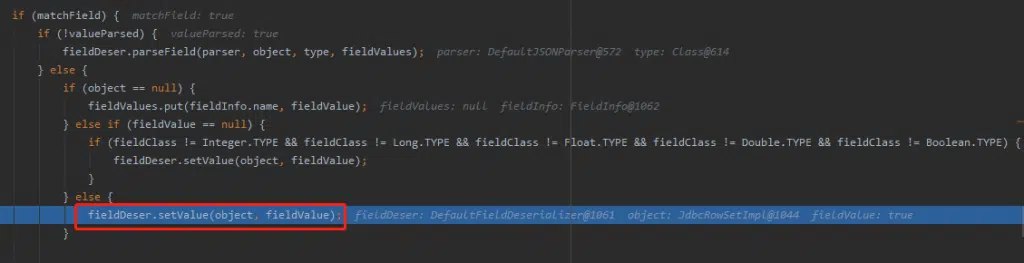 if (matchField) { matchField: true
if (!valueParsed) { valueParsed: true
fieldDeser.parseField(parser, object, type, fieldValues); parser: DefaultJSONParser@572 type: Class@614
} else {
if (object == null) {
fieldValues.put(fieldInfo.name, fieldValue); fieldValues: null fieldInfo: FieldInfo@1062
} else if (fieldValue == null) {
if (fieldClass != Integer.TYPE && fieldClass != Long.TYPE && fieldClass != Float.TYPE && fieldClass != Double.TYPE && fieldClass != Boolean.TYPE) {
fieldDeser.setValue(object, fieldValue);
}
} else {
fieldDeser.setValue(object, fieldValue); fieldDeser: DefaultFieldDeserializer@1061 object: JdbcRowSetImpl@1044 fieldValue: true
}